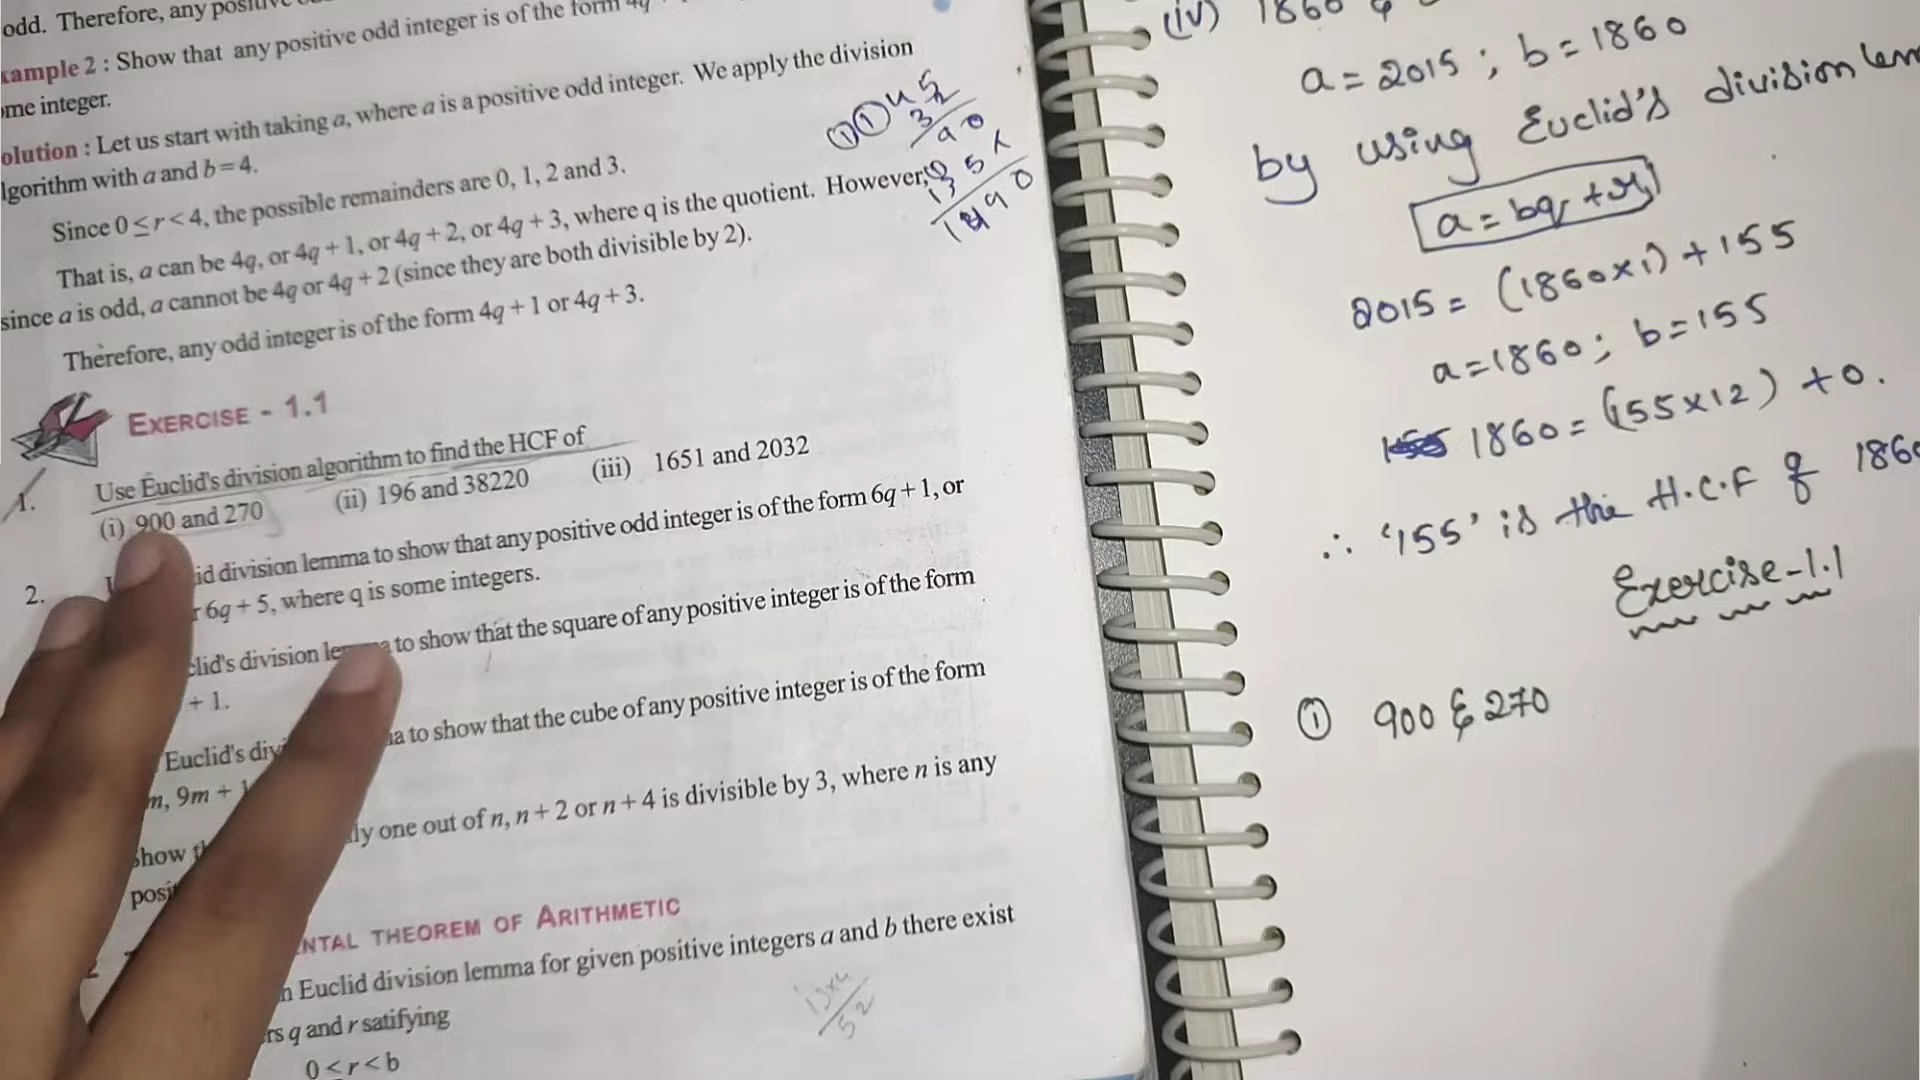 odd. Therefore, any
xample 2 : Show that any positive odd integer is of the form 4q
me integer.
olution : Let us start with taking a, where a is a positive odd integer. We apply the division
lgorithm with a and b = 4.
Since 0 ≤ r < 4, the possible remainders are 0, 1, 2 and 3.
That is, a can be 4q, or 4q + 1, or 4q + 2, or 4q + 3, where q is the quotient. However,
since a is odd, a cannot be 4q or 4q + 2 (since they are both divisible by 2).
Therefore, any odd integer is of the form 4q + 1 or 4q + 3.
EXERCISE - 1.1
1. Use Euclid's division algorithm to find the HCF of
(i) 900 and 270 (ii) 196 and 38220 (iii) 1651 and 2032
2. id division lemma to show that any positive odd integer is of the form 6q + 1, or
r 6q + 5, where q is some integers.
clid's division to show that the square of any positive integer is of the form
+ 1.
Euclid's div a to show that the cube of any positive integer is of the form
m, 9m + 1
how ly one out of n, n + 2 or n + 4 is divisible by 3, where n is any
posi
NTAL THEOREM OF ARITHMETIC
n Euclid division lemma for given positive integers a and b there exist
rs q and r satifying
0 < r < b
13×4
52
(iv) 1860 &
a = 2015 ; b = 1860
by using Euclid's division lem
a = bq + r
2015 = (1860×1) + 155
a = 1860 ; b = 155
1860 = (155×12) + 0.
∴ '155' is the H.C.F of 1860
Exercise-1.1
① 900 & 270